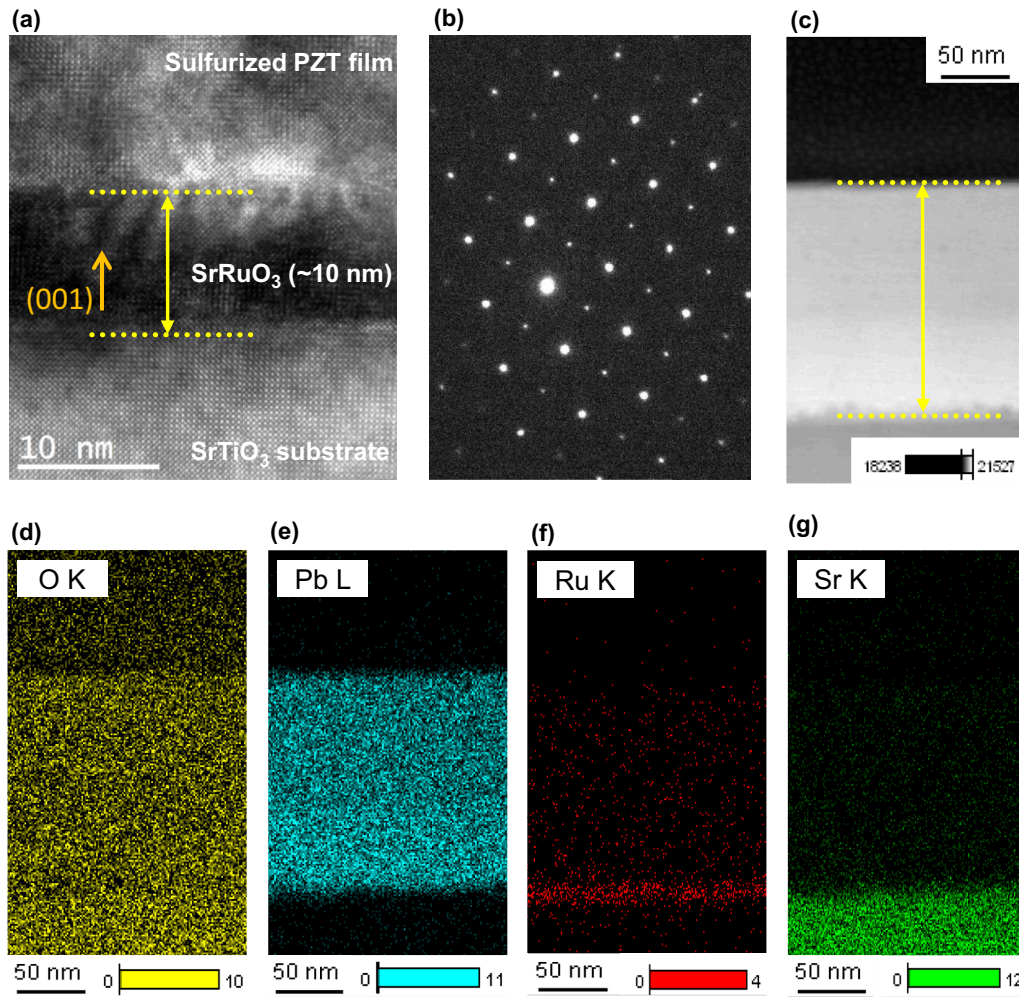 (a)
Sulfurized PZT film
SrRuO3 (~10 nm)
(001)
SrTiO3 substrate
10 nm
(b)
(c)
50 nm
18238
21527
(d)
O K
50 nm
0
10
(e)
Pb L
50 nm
0
11
(f)
Ru K
50 nm
0
4
(g)
Sr K
50 nm
0
12